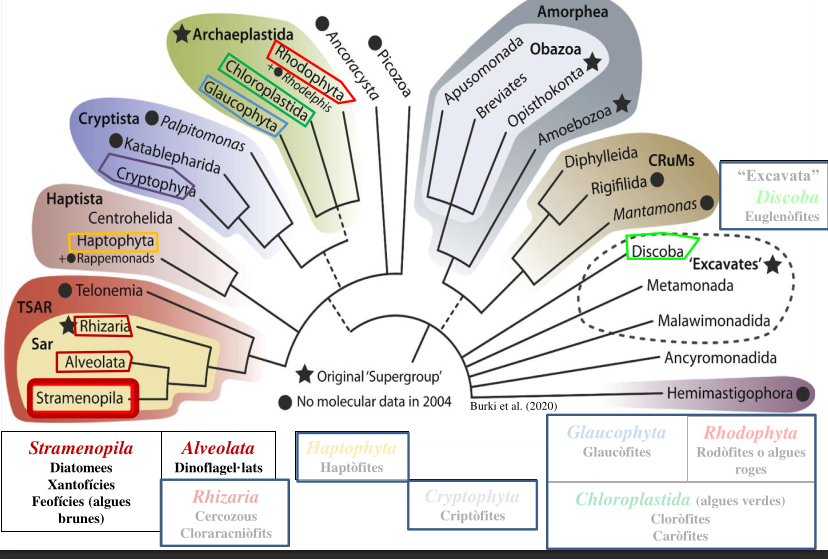 Amorphea
Archaeplastida
Rhodophyta
+ Rhodelphis
Chloroplastida
Glaucophyta
Ancoracysta
Picozoa
Apusomonada
Obazoa
Breviates
Opisthokonta
Amoebozoa
Cryptista
Palpitomonas
Katablepharida
Cryptophyta
Diphylleida
CRuMs
Rigifilida
Mantamonas
“Excavata”
Discoba
Euglenòfites
Haptista
Centrohelida
Haptophyta
+ Rappemonads
Discoba
'Excavates'
Metamonada
Malawimonadida
Ancyromonadida
Hemimastigophora
TSAR
Telonemia
Rhizaria
Sar
Alveolata
Stramenopila
Original 'Supergroup'
No molecular data in 2004
Burki et al. (2020)
Stramenopila
Diatomees
Xantofícies
Feofícies (algues
brunes)
Alveolata
Dinoflagel·lats
Rhizaria
Cercozous
Cloraracniòfits
Haptophyta
Haptòfites
Cryptophyta
Criptòfites
Glaucophyta
Glaucòfites
Rhodophyta
Rodòfites o algues
roges
Chloroplastida (algues verdes)
Cloròfites
Caròfites